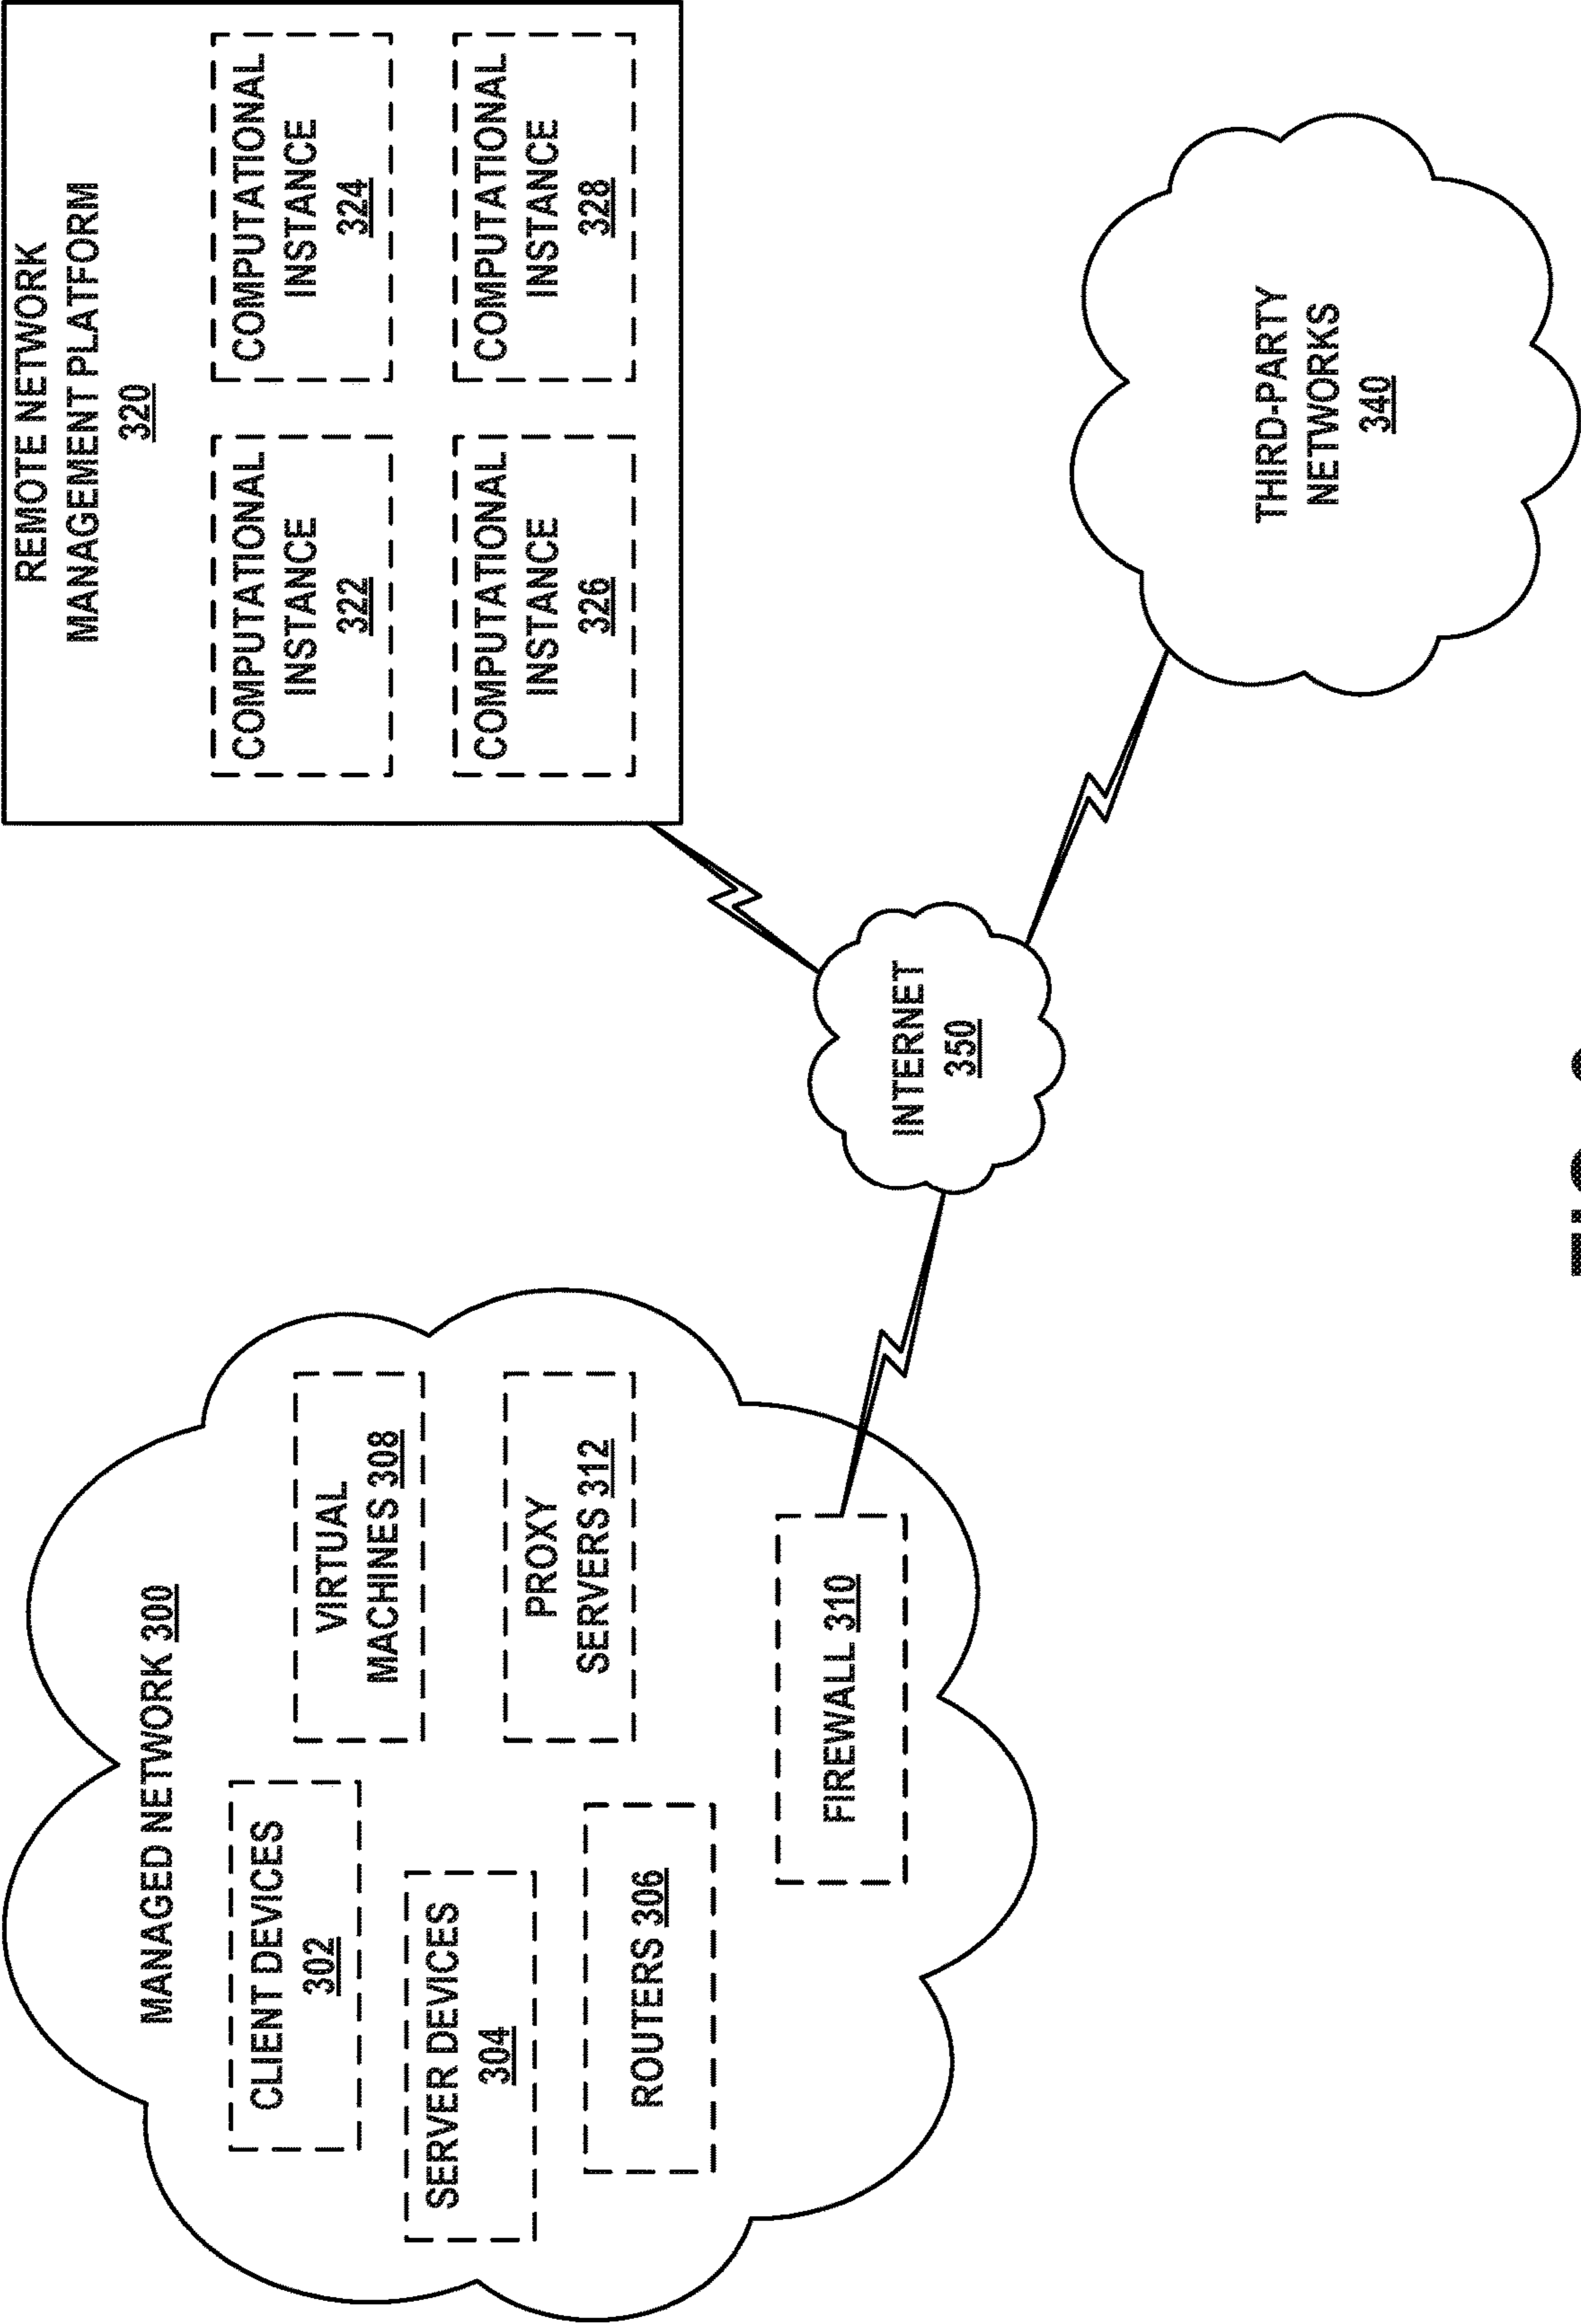 MANAGED NETWORK 300
CLIENT DEVICES
302
SERVER DEVICES
304
ROUTERS 306
VIRTUAL
MACHINES 308
PROXY
SERVERS 312
FIREWALL 310
INTERNET
350
REMOTE NETWORK
MANAGEMENT PLATFORM
320
COMPUTATIONAL
INSTANCE
322
COMPUTATIONAL
INSTANCE
324
COMPUTATIONAL
INSTANCE
326
COMPUTATIONAL
INSTANCE
328
THIRD-PARTY
NETWORKS
340